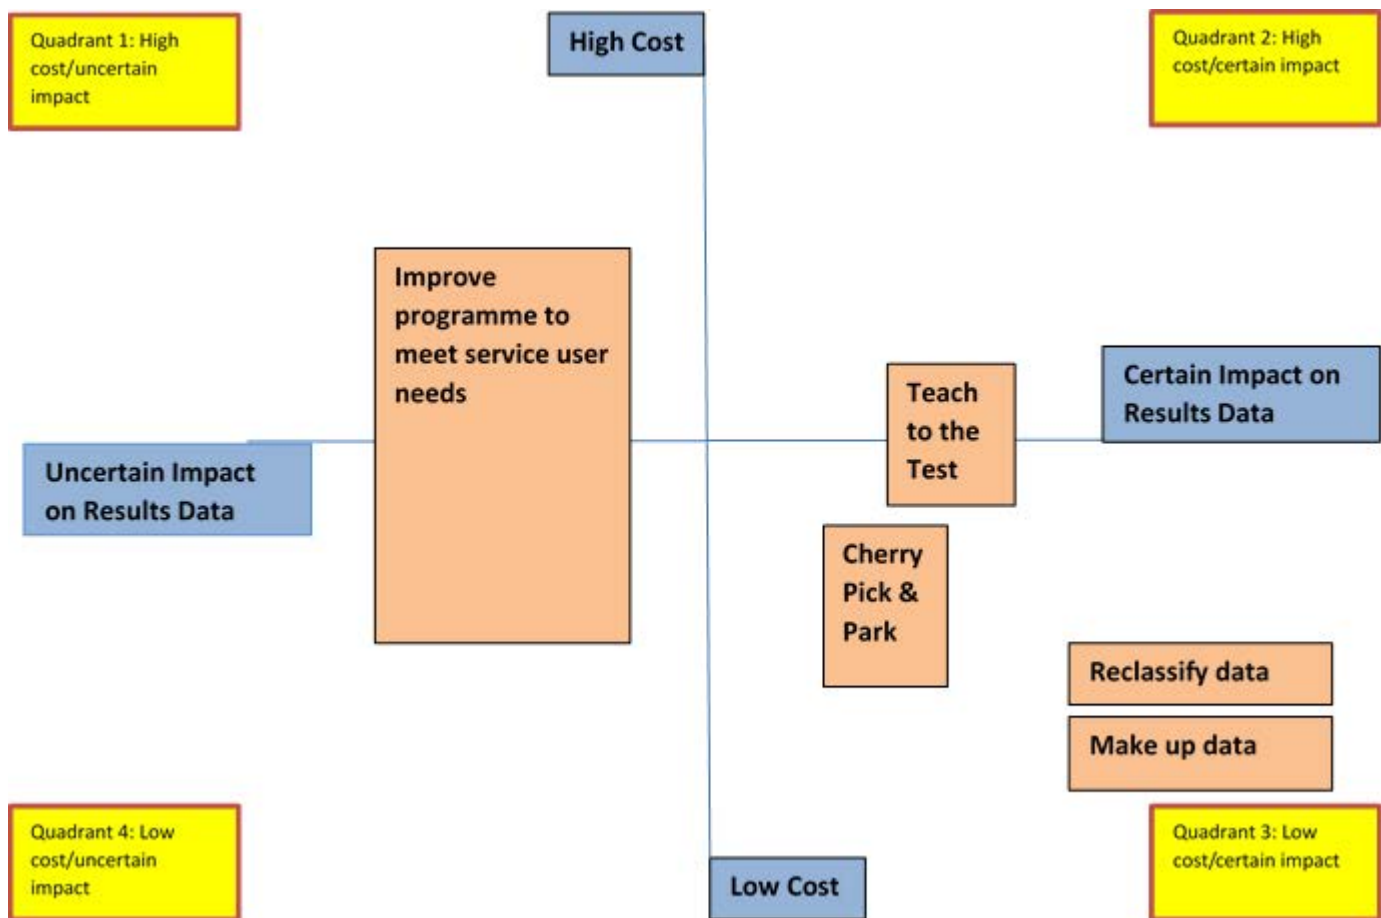 Quadrant 1: High
cost/uncertain
impact
High Cost
Quadrant 2: High
cost/certain impact
Improve
programme to
meet service user
needs
Teach
to the
Test
Certain Impact on
Results Data
Uncertain Impact
on Results Data
Cherry
Pick &
Park
Reclassify data
Make up data
Quadrant 4: Low
cost/uncertain
impact
Low Cost
Quadrant 3: Low
cost/certain impact